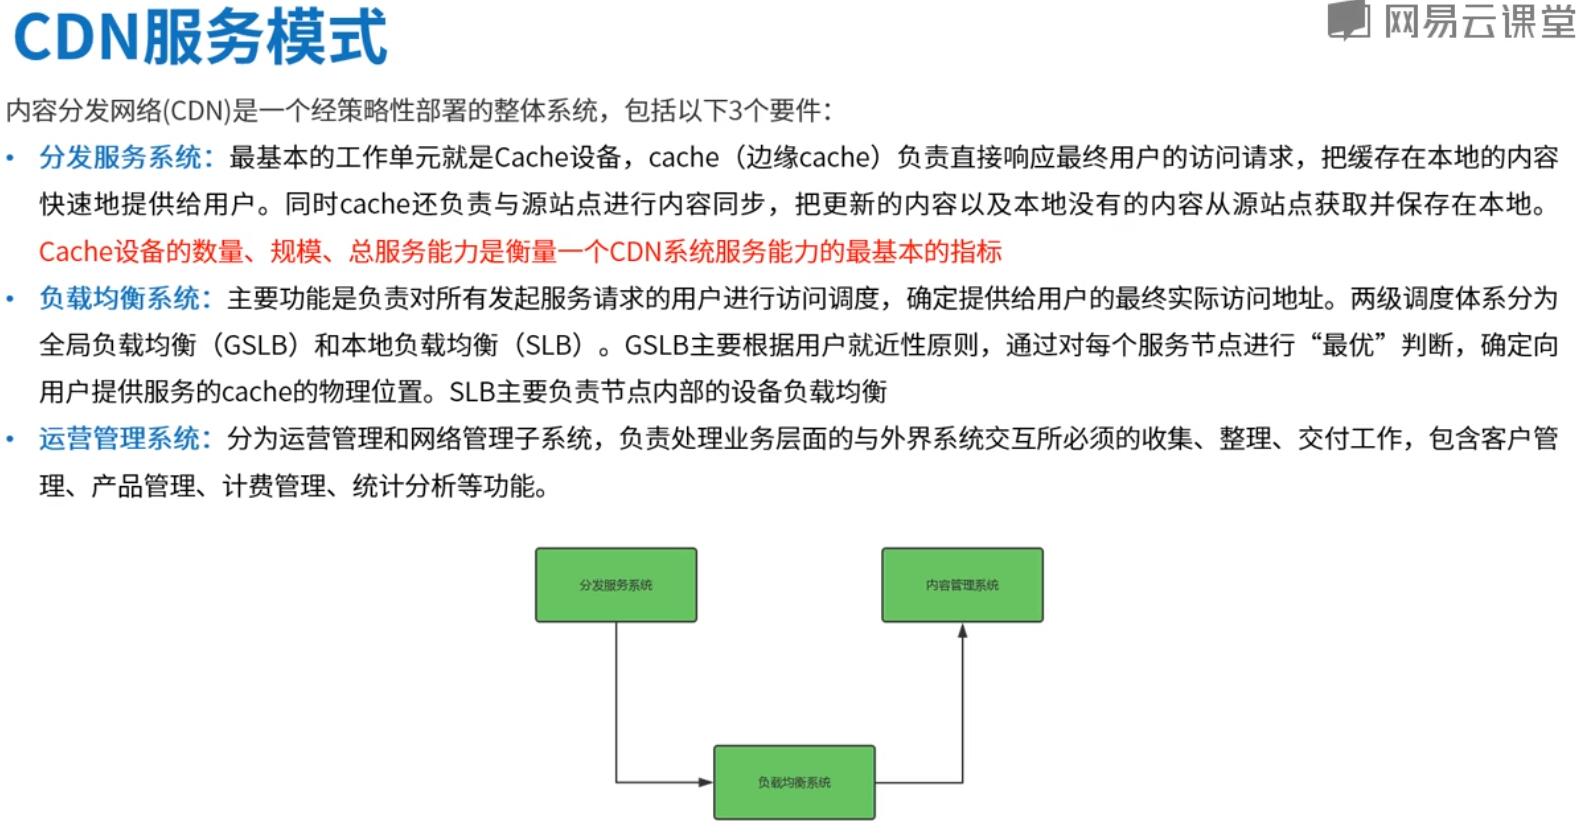 CDN服务模式
网易云课堂
内容分发网络(CDN)是一个经策略性部署的整体系统，包括以下3个要件：
• 分发服务系统：最基本的工作单元就是Cache设备，cache（边缘cache）负责直接响应最终用户的访问请求，把缓存在本地的内容
快速地提供给用户。同时cache还负责与源站点进行内容同步，把更新的内容以及本地没有的内容从源站点获取并保存在本地。
Cache设备的数量、规模、总服务能力是衡量一个CDN系统服务能力的最基本的指标
• 负载均衡系统：主要功能是负责对所有发起服务请求的用户进行访问调度，确定提供给用户的最终实际访问地址。两级调度体系分为
全局负载均衡（GSLB）和本地负载均衡（SLB）。GSLB主要根据用户就近性原则，通过对每个服务节点进行“最优”判断，确定向
用户提供服务的cache的物理位置。SLB主要负责节点内部的设备负载均衡
• 运营管理系统：分为运营管理和网络管理子系统，负责处理业务层面的与外界系统交互所必须的收集、整理、交付工作，包含客户管
理、产品管理、计费管理、统计分析等功能。
分发服务系统
内容管理系统
负载均衡系统